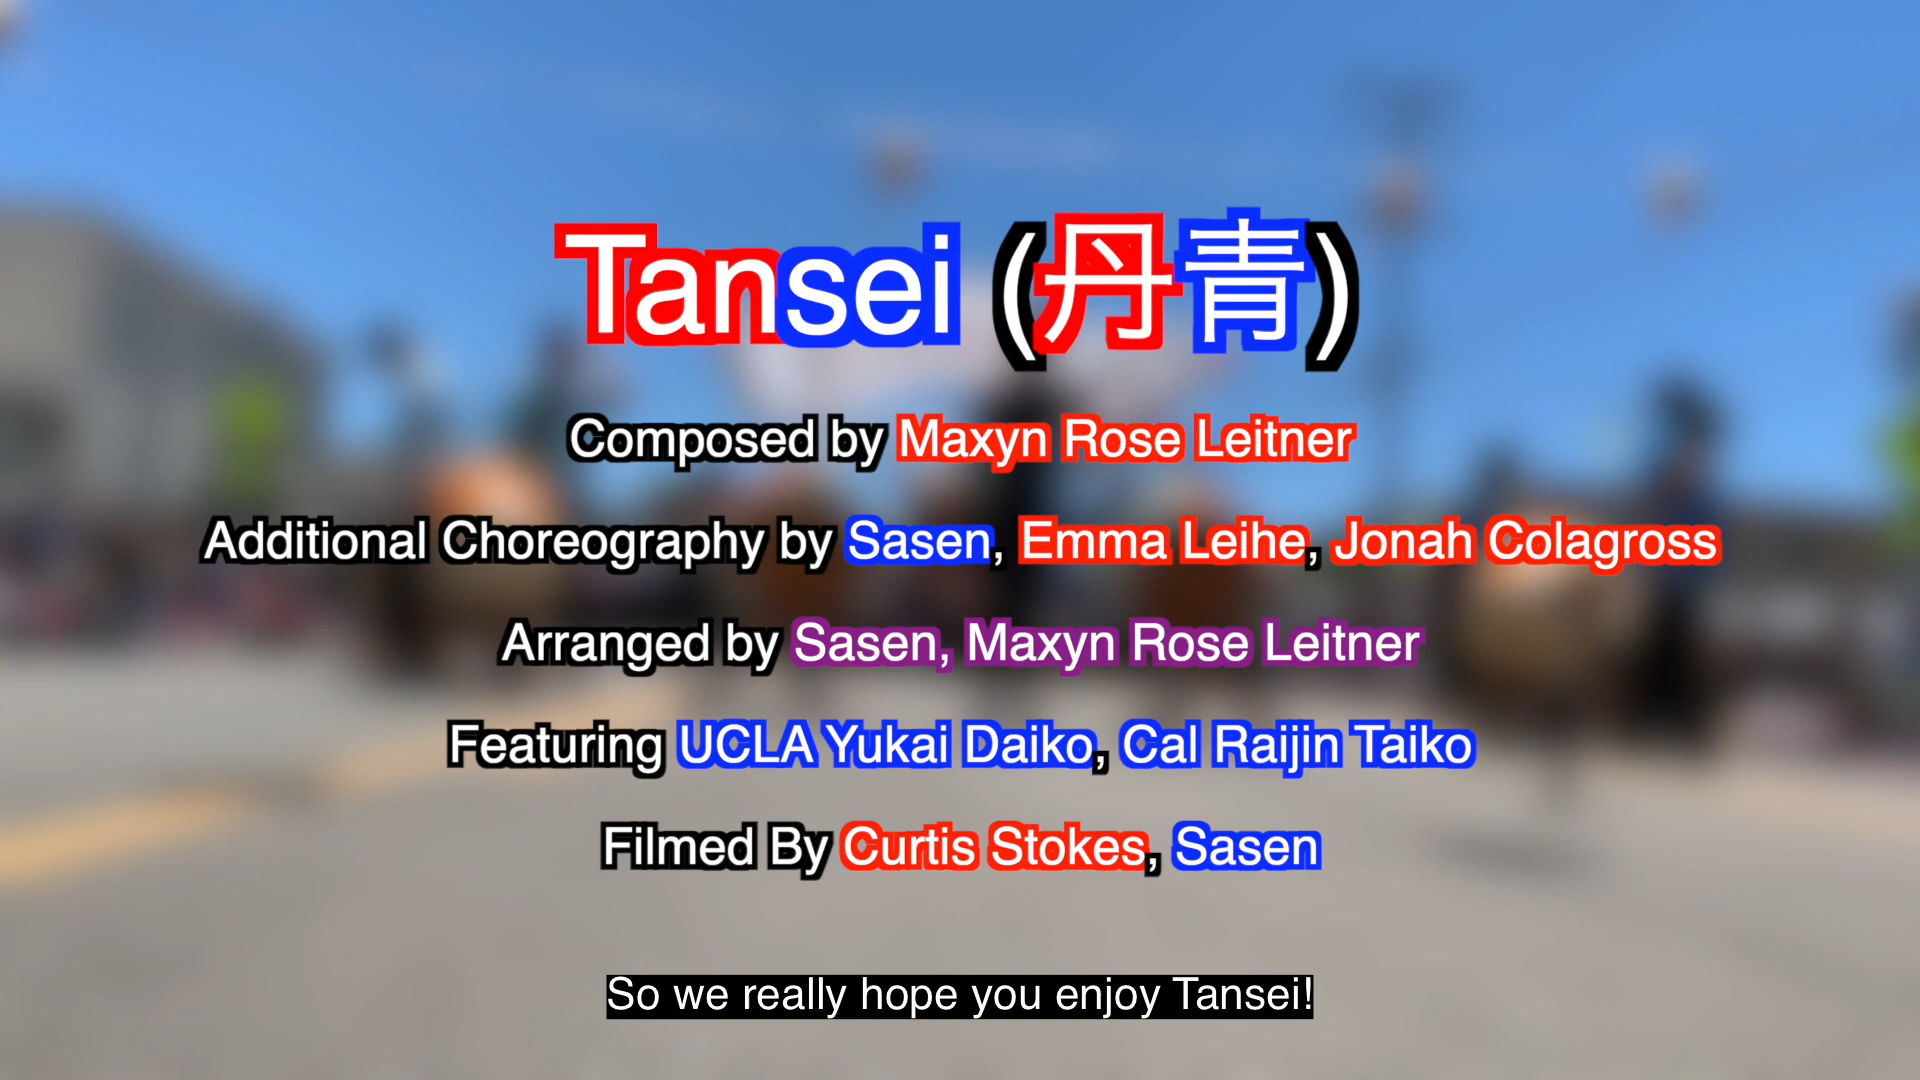 Tansei (丹青)
Composed by Maxyn Rose Leitner
Additional Choreography by Sasen, Emma Leihe, Jonah Colagross
Arranged by Sasen, Maxyn Rose Leitner
Featuring UCLA Yukai Daiko, Cal Raijin Taiko
Filmed By Curtis Stokes, Sasen
So we really hope you enjoy Tansei!